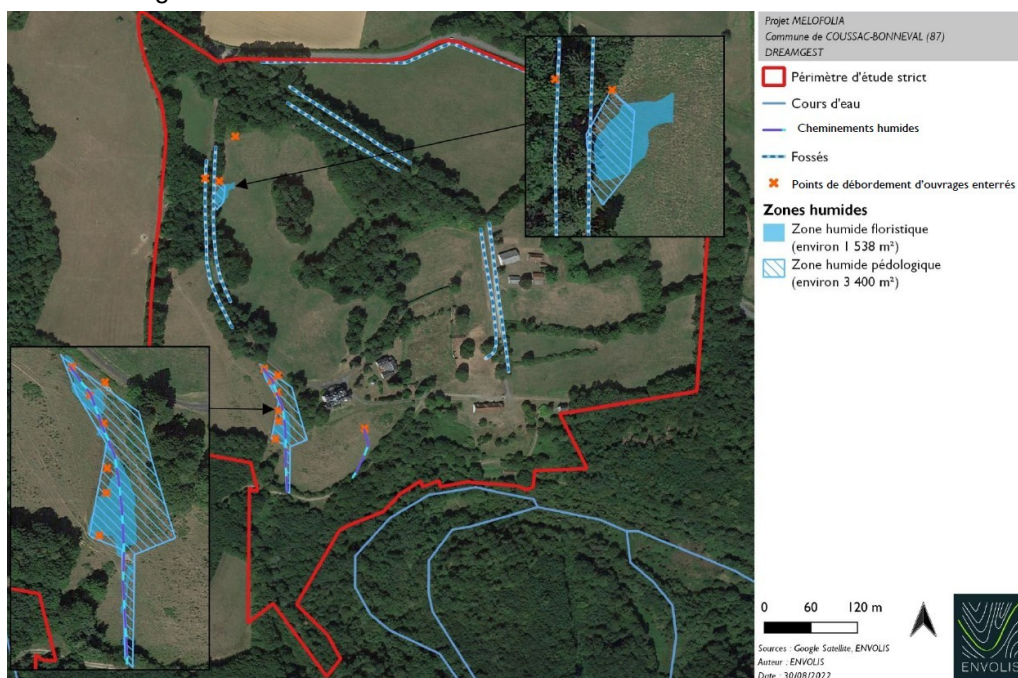 Projet MELOFOLIA
Commune de COUSSAC-BONNEVAL (87)
DREAMGEST
Périmètre d'étude strict
Cours d'eau
Cheminements humides
Fossés
Points de débordement d'ouvrages enterrés
Zones humides
Zone humide floristique
(environ 1 538 m²)
Zone humide pédologique
(environ 3 400 m²)
0 60 120 m
Sources : Google Satellite, ENVOLIS
Auteur : ENVOLIS
Date : 30/08/2022
ENVOLIS